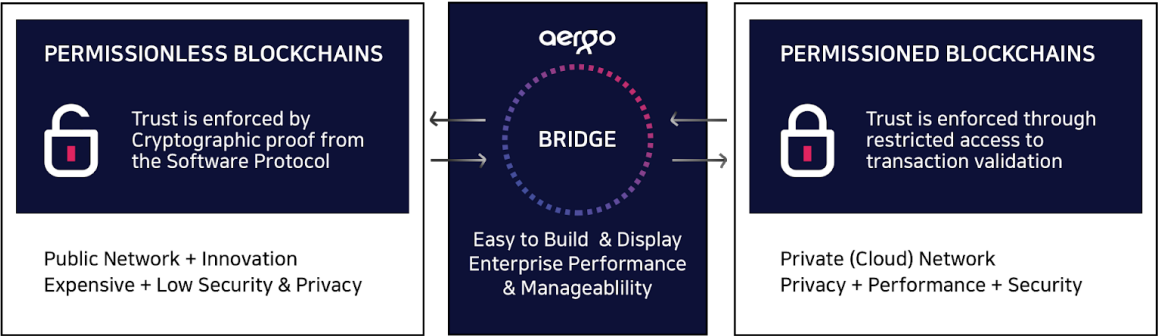 PERMISSIONLESS BLOCKCHAINS
Trust is enforced by
Cryptographic proof from
the Software Protocol
Public Network + Innovation
Expensive + Low Security & Privacy
aergo
BRIDGE
Easy to Build & Display
Enterprise Performance
& Manageablility
PERMISSIONED BLOCKCHAINS
Trust is enforced through
restricted access to
transaction validation
Private (Cloud) Network
Privacy + Performance + Security